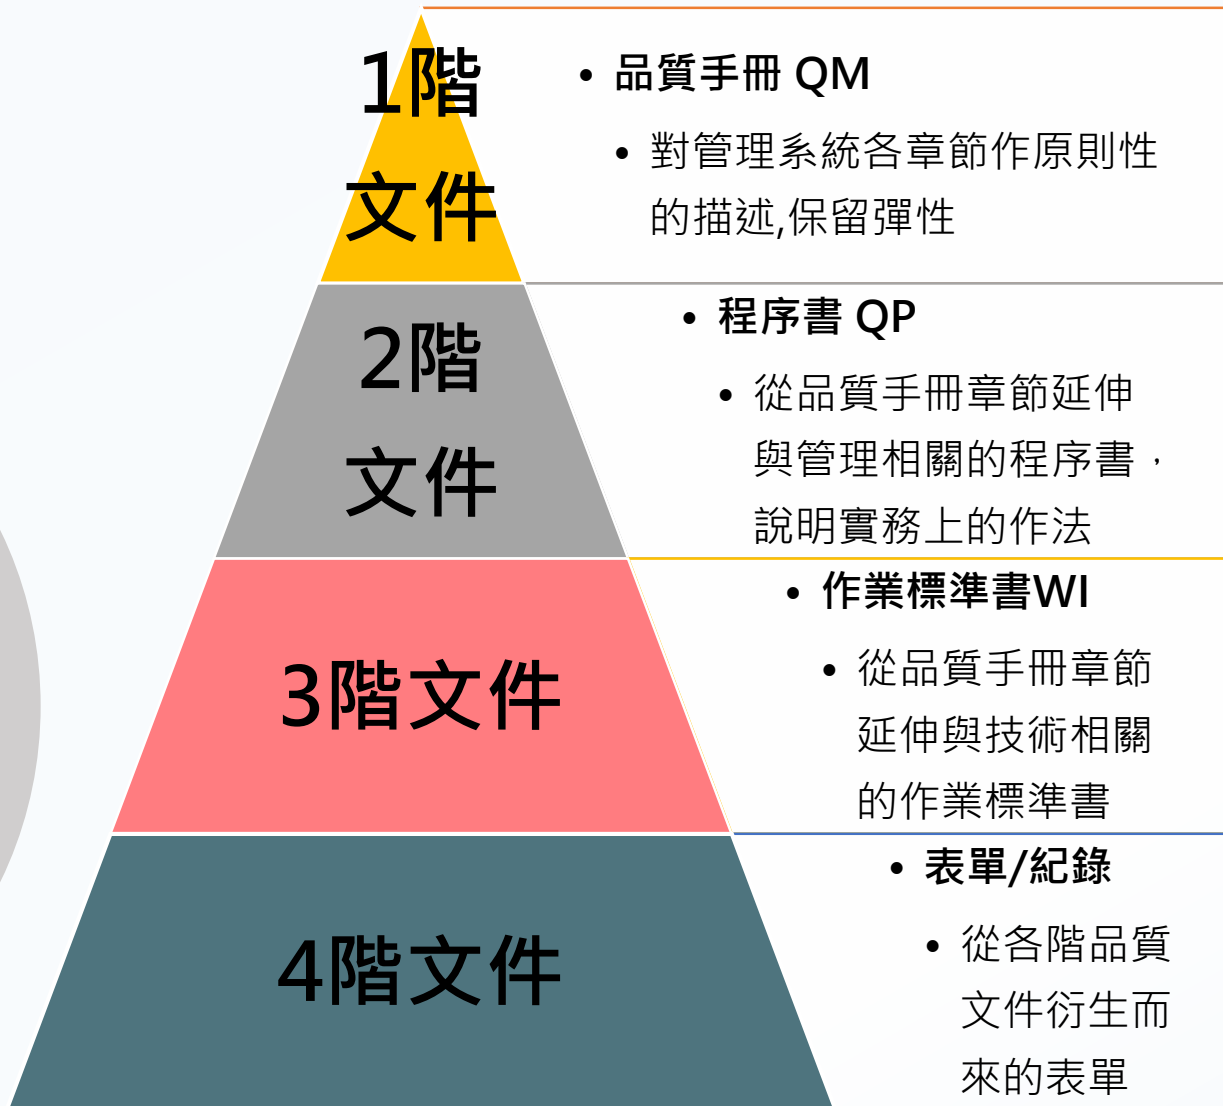 1階
文件
• 品質手冊 QM
• 對管理系統各章節作原則性
的描述,保留彈性
2階
文件
• 程序書 QP
• 從品質手冊章節延伸
與管理相關的程序書，
說明實務上的作法
3階文件
• 作業標準書WI
• 從品質手冊章節
延伸與技術相關
的作業標準書
4階文件
• 表單/紀錄
• 從各階品質
文件衍生而
來的表單